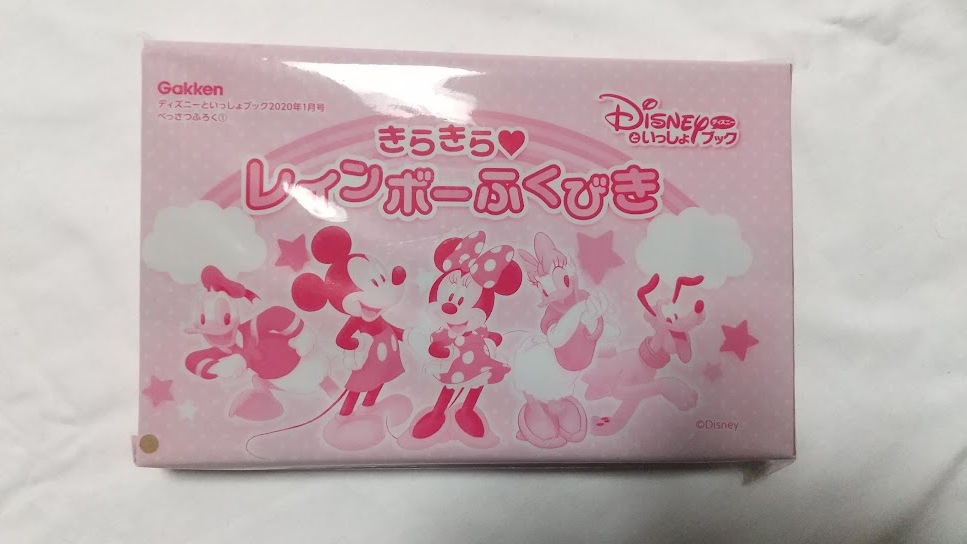 Gakken
ディズニーといっしょブック2020年1月号
べっさつふろく①
DISNEY ディズニー
といっしょブック
きらきら♥
レインボーふくびき
©Disney